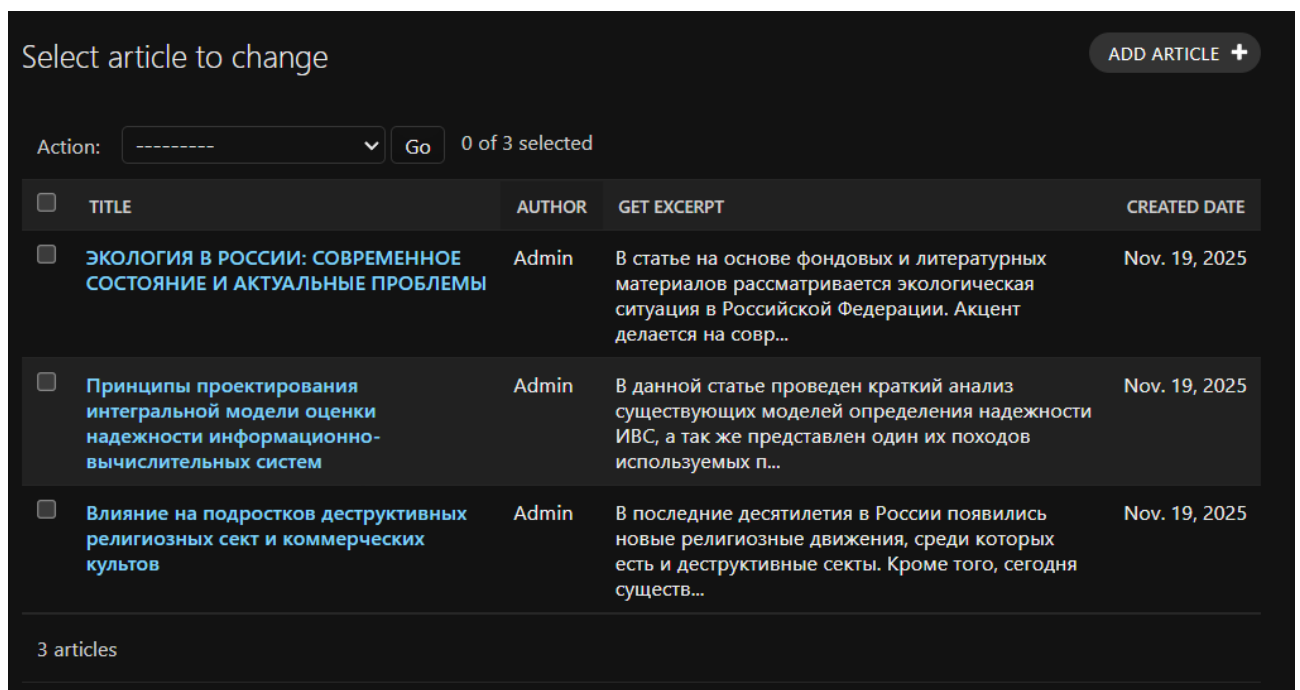 Select article to change
ADD ARTICLE +
Action: --------- Go 0 of 3 selected
TITLE AUTHOR GET EXCERPT CREATED DATE
ЭКОЛОГИЯ В РОССИИ: СОВРЕМЕННОЕ
СОСТОЯНИЕ И АКТУАЛЬНЫЕ ПРОБЛЕМЫ
Admin
В статье на основе фондовых и литературных
материалов рассматривается экологическая
ситуация в Российской Федерации. Акцент
делается на совр...
Nov. 19, 2025
Принципы проектирования
интегральной модели оценки
надежности информационно-
вычислительных систем
Admin
В данной статье проведен краткий анализ
существующих моделей определения надежности
ИВС, а так же представлен один их походов
используемых п...
Nov. 19, 2025
Влияние на подростков деструктивных
религиозных сект и коммерческих
культов
Admin
В последние десятилетия в России появились
новые религиозные движения, среди которых
есть и деструктивные секты. Кроме того, сегодня
существ...
Nov. 19, 2025
3 articles